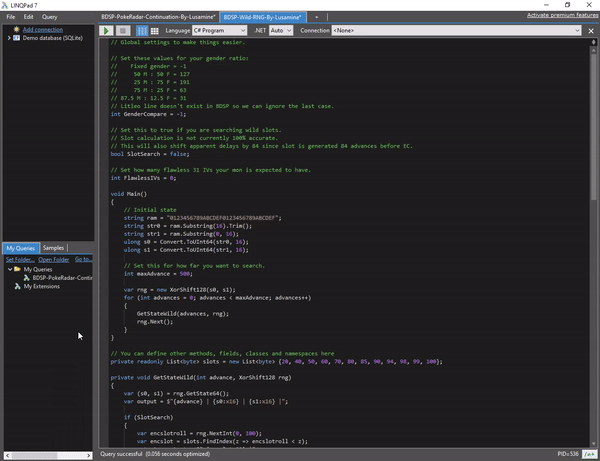 LINQPad 7
File Edit Query
Add connection
Demo database (SQLite)
My Queries Samples
Set Folder... Open Folder Go to...
My Queries
BDSP-PokeRadar-Contin
My Extensions
BDSP-PokeRadar-Continuation-By-Lusamine* BDSP-Wild-RNG-By-Lusamine* +
Activate premium features
Language C# Program .NET Auto Connection <None>
// Global settings to make things easier.
// Set these values for your gender ratio:
// Fixed gender = -1
// 50 M : 50 F = 127
// 25 M : 75 F = 191
// 75 M : 25 F = 63
// 87.5 M : 12.5 F = 31
// Litleo line doesn't exist in BDSP so we can ignore the last case.
int GenderCompare = -1;
// Set this to true if you are searching wild slots.
// Slot calculation is not currently 100% accurate.
// This will also shift apparent delays by 84 since slot is generated 84 advances before EC.
bool SlotSearch = false;
// Set how many flawless 31 IVs your mon is expected to have.
int FlawlessIVs = 0;
void Main()
{
// Initial state
string ram = "0123456789ABCDEF0123456789ABCDEF";
string str0 = ram.Substring(16).Trim();
string str1 = ram.Substring(0, 16);
ulong s0 = Convert.ToUInt64(str0, 16);
ulong s1 = Convert.ToUInt64(str1, 16);
// Set this for how far you want to search.
int maxAdvance = 500;
var rng = new XorShift128(s0, s1);
for (int advances = 0; advances < maxAdvance; advances++)
{
GetStateWild(advances, rng);
rng.Next();
}
}
// You can define other methods, fields, classes and namespaces here
private readonly List<byte> slots = new List<byte> {20, 40, 50, 60, 70, 80, 85, 90, 94, 98, 99, 100};
private void GetStateWild(int advance, XorShift128 rng)
{
var (s0, s1) = rng.GetState64();
var output = $"{advance} | {s0:x16} | {s1:x16} |";
if (SlotSearch)
{
var encslotroll = rng.NextInt(0, 100);
var encslot = slots.FindIndex(z => encslotroll < z);
Query successful (0.056 seconds optimized)
PID=536 /o+